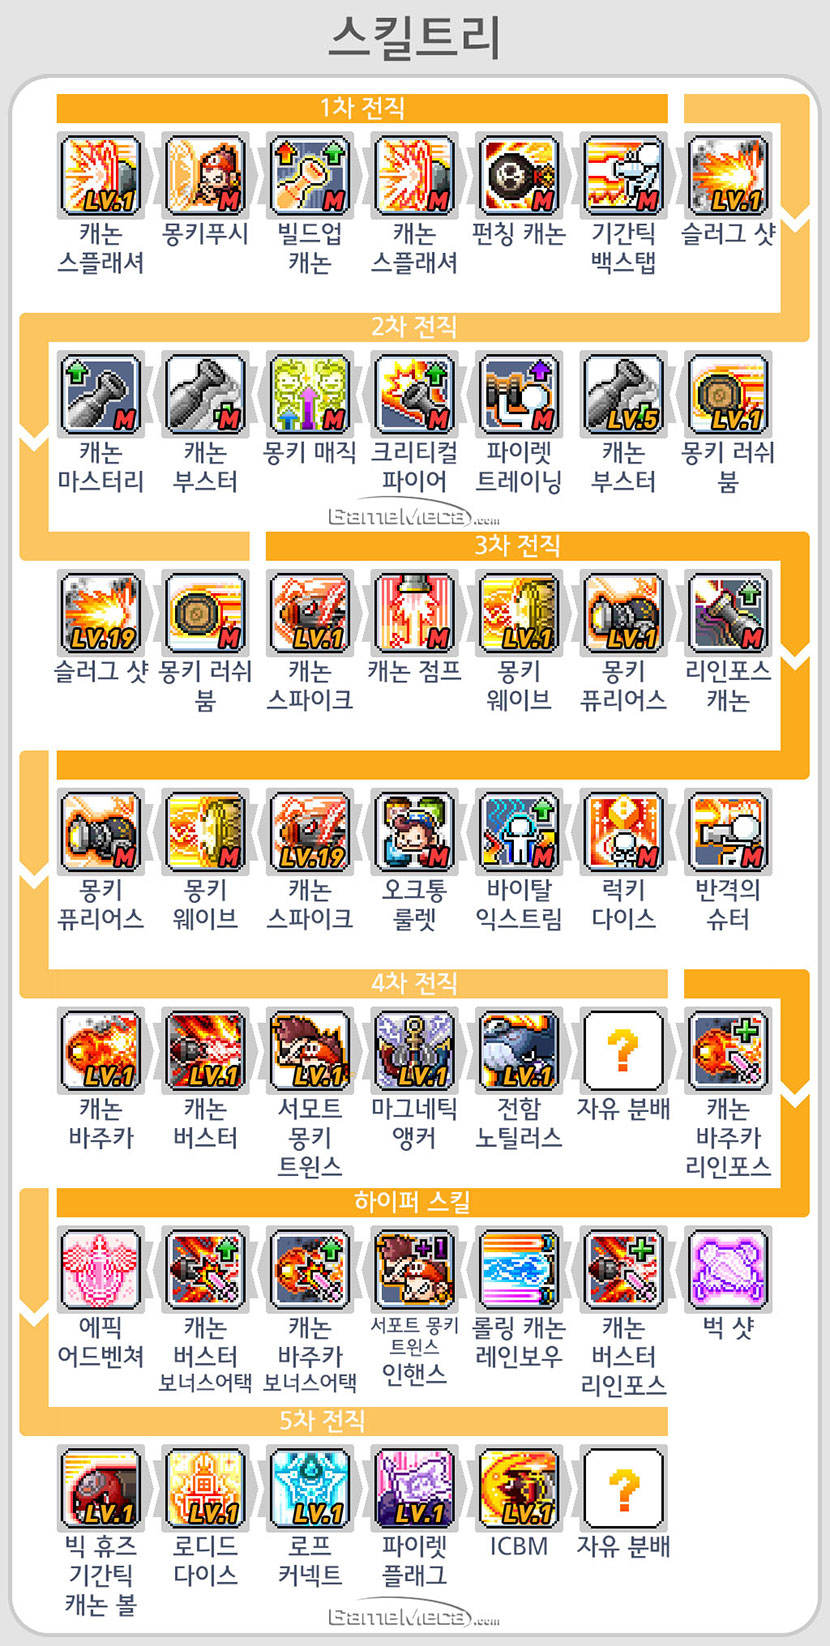 스킬트리
1차 전직
LV.1
M
M
M
M
M
LV.1
캐논
스플래셔
몽키푸시
빌드업
캐논
캐논
스플래셔
펀칭 캐논
기간틱
백스탭
슬러그 샷
2차 전직
M
M
M
M
M
LV.5
LV.1
캐논
마스터리
캐논
부스터
몽키 매직
크리티컬
파이어
파이렛
트레이닝
캐논
부스터
몽키 러쉬
붐
GameMeca.com
3차 전직
LV.19
M
LV.1
M
LV.1
LV.1
M
슬러그 샷
몽키 러쉬
붐
캐논
스파이크
캐논 점프
몽키
웨이브
몽키
퓨리어스
리인포스
캐논
M
M
LV.19
M
M
M
M
몽키
퓨리어스
몽키
웨이브
캐논
스파이크
오크통
룰렛
바이탈
익스트림
럭키
다이스
반격의
슈터
4차 전직
LV.1
LV.1
LV.1
LV.1
LV.1
?
캐논
바주카
캐논
버스터
서모트
몽키
트윈스
마그네틱
앵커
전함
노틸러스
자유 분배
캐논
바주카
리인포스
하이퍼 스킬
에픽
어드벤쳐
캐논
버스터
보너스어택
캐논
바주카
보너스어택
서포트 몽키
트윈스
인핸스
롤링 캐논
레인보우
캐논
버스터
리인포스
벅 샷
5차 전직
LV.1
LV.1
LV.1
LV.1
LV.1
?
빅 휴즈
기간틱
캐논 볼
로디드
다이스
로프
커넥트
파이렛
플래그
ICBM
자유 분배
GameMeca.com